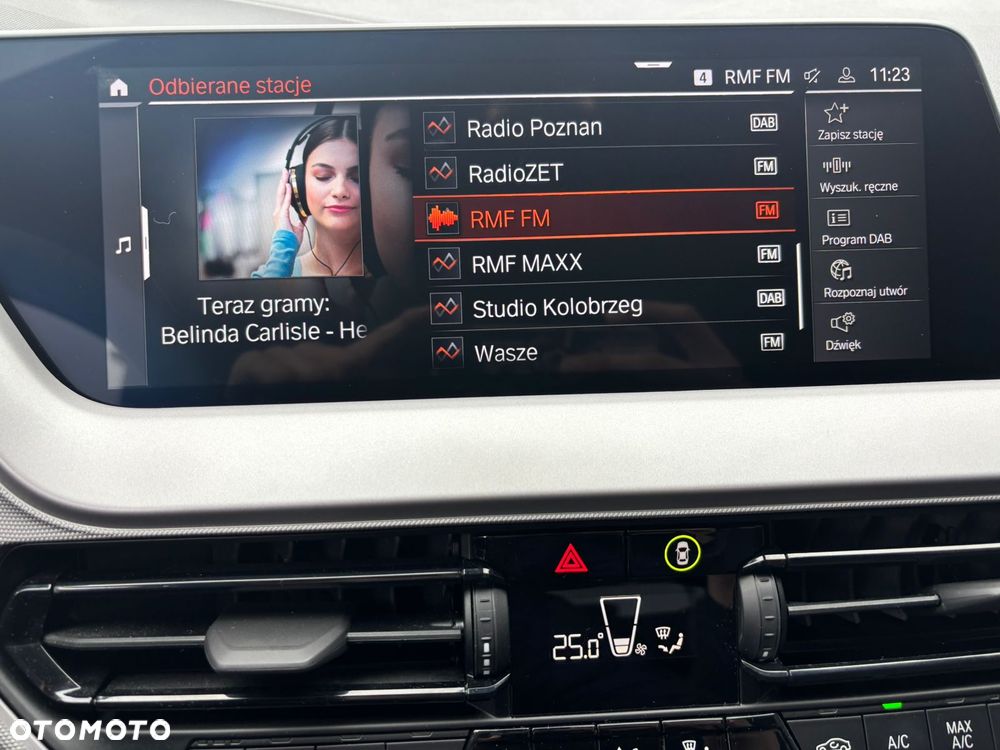 Odbierane stacje
4 RMF FM 11:23
Teraz gramy:
Belinda Carlisle - He
Radio Poznan DAB
RadioZET FM
RMF FM FM
RMF MAXX FM
Studio Kolobrzeg DAB
Wasze FM
Zapisz stację
Wyszuk. ręczne
Program DAB
Rozpoznaj utwór
Dźwięk
25.0°
A/C
MAX
A/C
OTOMOTO